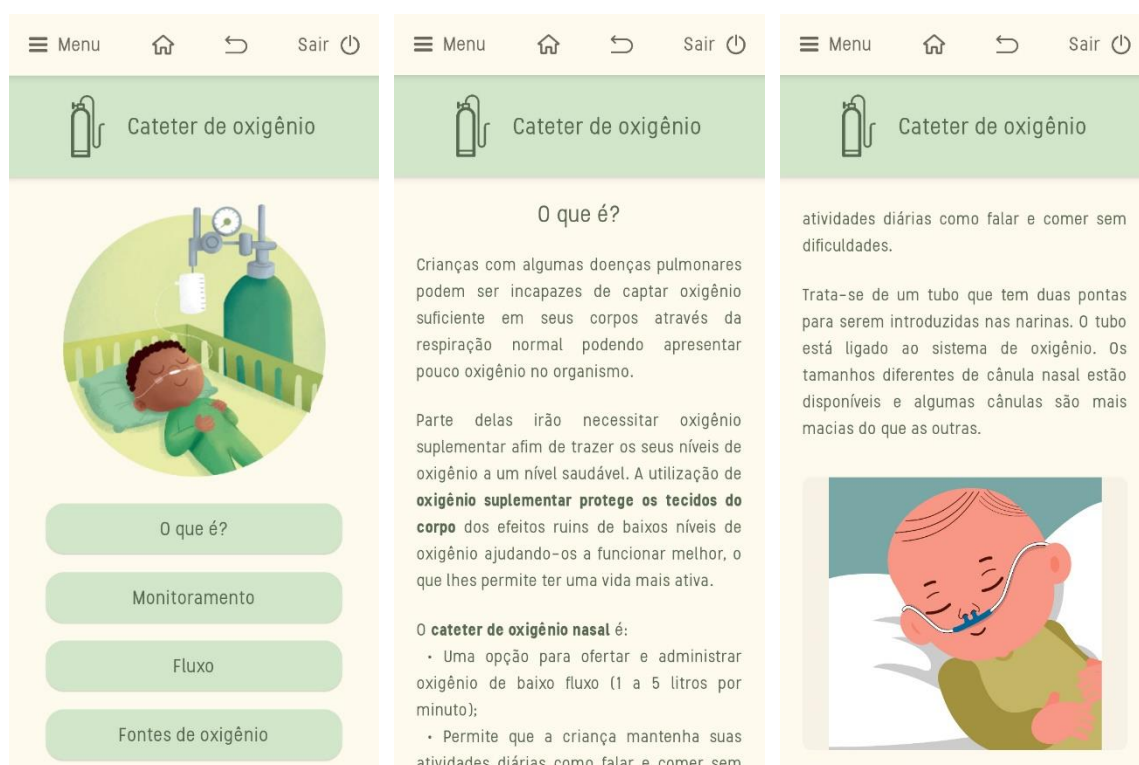 Menu Sair
Cateter de oxigênio
O que é?
Monitoramento
Fluxo
Fontes de oxigênio
Menu Sair
Cateter de oxigênio
O que é?
Crianças com algumas doenças pulmonares
podem ser incapazes de captar oxigênio
suficiente em seus corpos através da
respiração normal podendo apresentar
pouco oxigênio no organismo.
Parte delas irão necessitar oxigênio
suplementar afim de trazer os seus níveis de
oxigênio a um nível saudável. A utilização de
oxigênio suplementar protege os tecidos do
corpo dos efeitos ruins de baixos níveis de
oxigênio ajudando-os a funcionar melhor, o
que lhes permite ter uma vida mais ativa.
O cateter de oxigênio nasal é:
• Uma opção para ofertar e administrar
oxigênio de baixo fluxo (1 a 5 litros por
minuto);
• Permite que a criança mantenha suas
atividades diárias como falar e comer sem
Menu Sair
Cateter de oxigênio
atividades diárias como falar e comer sem
dificuldades.
Trata-se de um tubo que tem duas pontas
para serem introduzidas nas narinas. O tubo
está ligado ao sistema de oxigênio. Os
tamanhos diferentes de cânula nasal estão
disponíveis e algumas cânulas são mais
macias do que as outras.